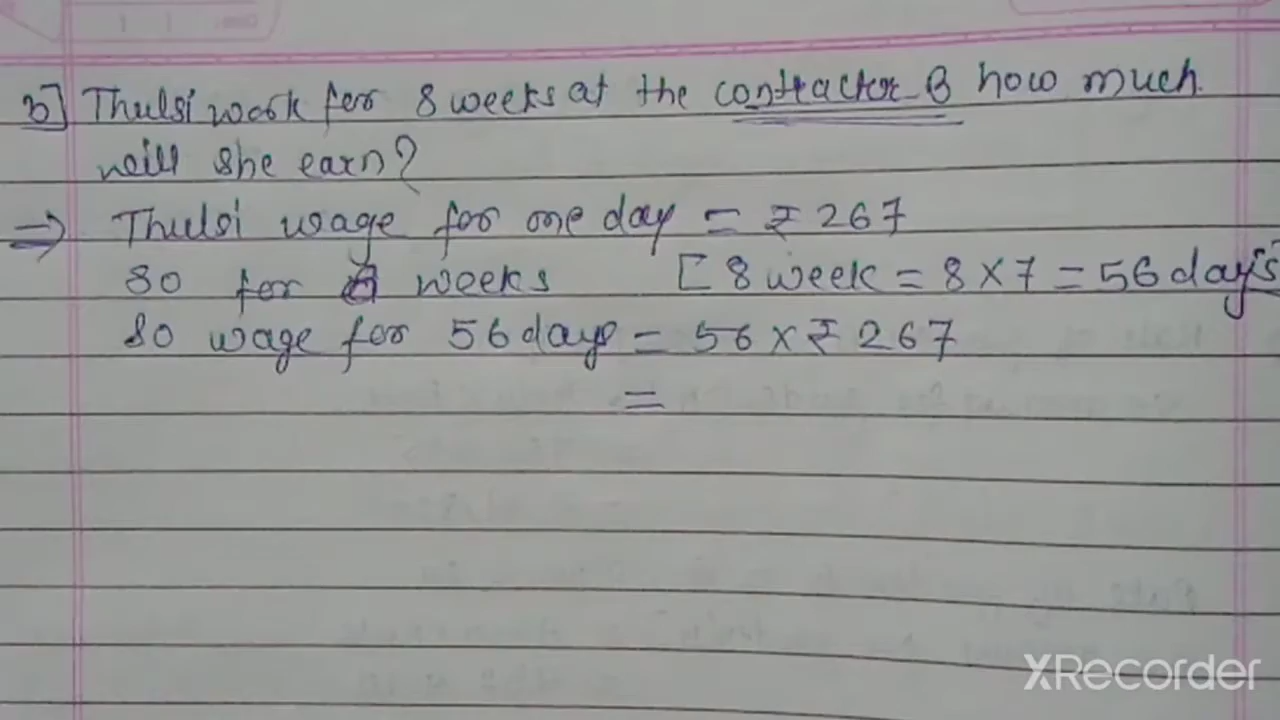 b] Thulsi work for 8 weeks at the contractor B how much
will she earn?
⇒ Thulsi wage for one day = ₹ 267
so for 8 weeks [8 week = 8 × 7 = 56 days]
so wage for 56 days = 56 × ₹ 267
=
XRecorder